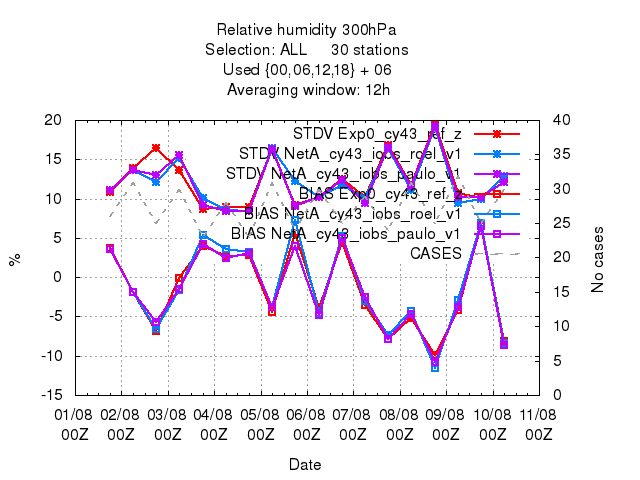 Relative humidity 300hPa
Selection: ALL 30 stations
Used {00,06,12,18} + 06
Averaging window: 12h
20
15
10
5
0
-5
-10
-15
%
40
35
30
25
20
15
10
5
0
No cases
STDV Exp0_cy43_ref_z
STDV NetA_cy43_iobs_roel_v1
STDV NetA_cy43_iobs_paulo_v1
BIAS Exp0_cy43_ref_z
BIAS NetA_cy43_iobs_roel_v1
BIAS NetA_cy43_iobs_paulo_v1
CASES
01/08 02/08 03/08 04/08 05/08 06/08 07/08 08/08 09/08 10/08 11/08
00Z 00Z 00Z 00Z 00Z 00Z 00Z 00Z 00Z 00Z 00Z
Date